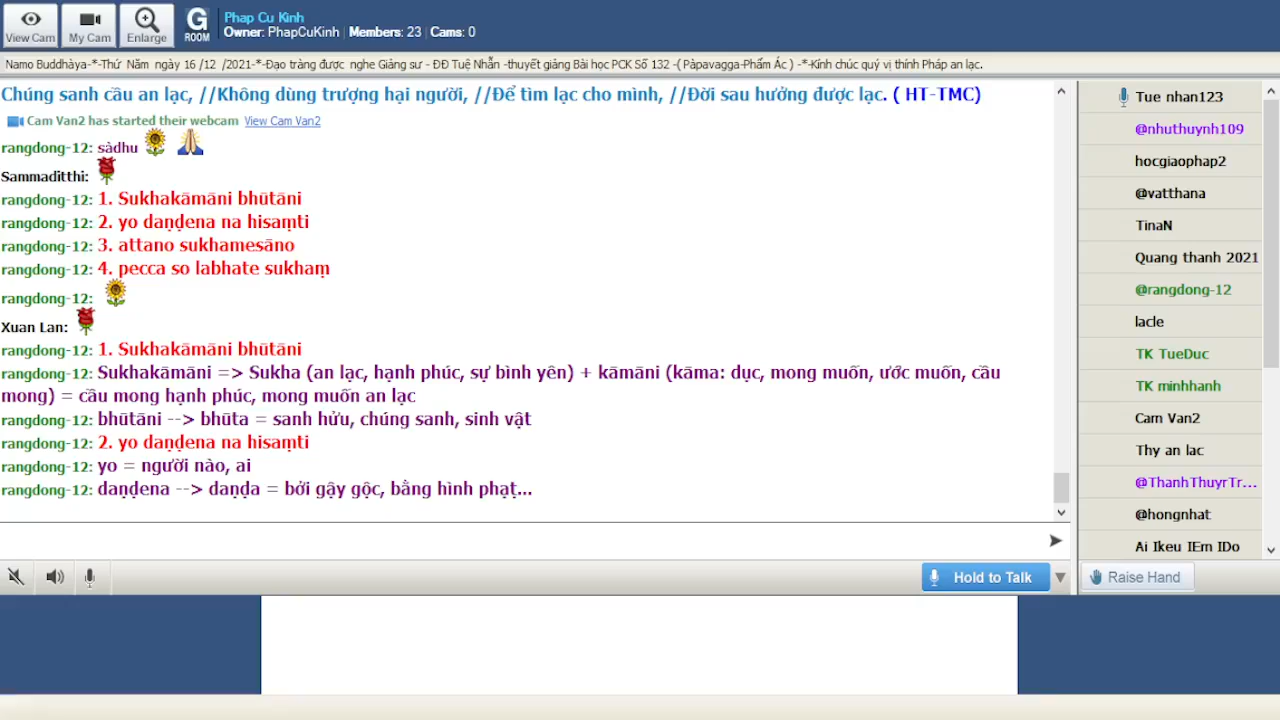 View Cam
My Cam
Enlarge
G
ROOM
Phap Cu Kinh
Owner: PhapCuKinh | Members: 23 | Cams: 0
Namo Buddhàya-*-Thứ Năm ngày 16 /12 /2021-*-Đạo tràng được nghe Giảng sư - ĐĐ Tuệ Nhẫn -thuyết giảng Bài học PCK Số 132 -( Pàpavagga-Phẩm Ác ) -*-Kính chúc quý vị thính Pháp an lạc.
Chúng sanh cầu an lạc, //Không dùng trượng hại người, //Để tìm lạc cho mình, //Đời sau hưởng được lạc. ( HT-TMC)
Cam Van2 has started their webcam View Cam Van2
rangdong-12: sàdhu
Sammaditthi:
rangdong-12: 1. Sukhakāmāni bhūtāni
rangdong-12: 2. yo daṇḍena na hisaṃti
rangdong-12: 3. attano sukhamesāno
rangdong-12: 4. pecca so labhate sukhaṃ
rangdong-12:
Xuan Lan:
rangdong-12: 1. Sukhakāmāni bhūtāni
rangdong-12: Sukhakāmāni => Sukha (an lạc, hạnh phúc, sự bình yên) + kāmāni (kāma: dục, mong muốn, ước muốn, cầu
mong) = cầu mong hạnh phúc, mong muốn an lạc
rangdong-12: bhūtāni --> bhūta = sanh hửu, chúng sanh, sinh vật
rangdong-12: 2. yo daṇḍena na hisaṃti
rangdong-12: yo = người nào, ai
rangdong-12: daṇḍena --> daṇḍa = bởi gậy gộc, bằng hình phạt...
Tue nhan123
@nhuthuynh109
hocgiaophap2
@vatthana
TinaN
Quang thanh 2021
@rangdong-12
lacle
TK TueDuc
TK minhhanh
Cam Van2
Thy an lac
@ThanhThuyrTr...
@hongnhat
Ai Ikeu IEm IDo
Hold to Talk
Raise Hand